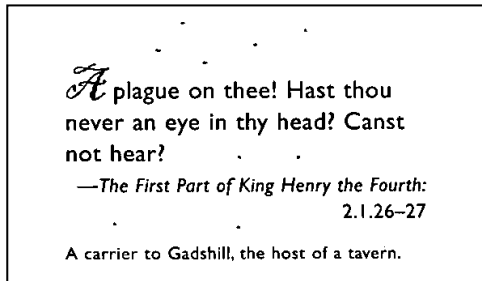 A plague on thee! Hast thou
never an eye in thy head? Canst
not hear?
—The First Part of King Henry the Fourth:
2.1.26–27
A carrier to Gadshill, the host of a tavern.